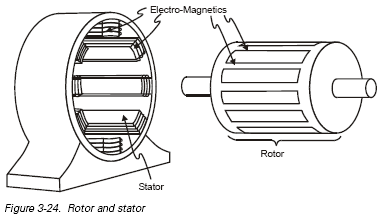 Electro-Magnetics
Rotor
Stator
Figure 3-24. Rotor and stator